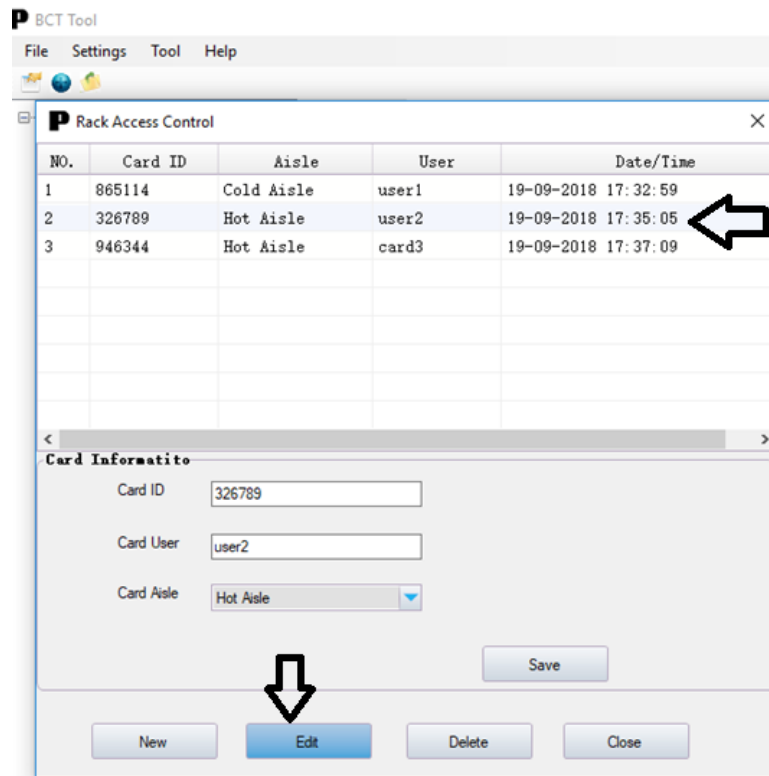 P BCT Tool
File Settings Tool Help
P Rack Access Control
NO. Card ID Aisle User Date/Time
1 865114 Cold Aisle user1 19-09-2018 17:32:59
2 326789 Hot Aisle user2 19-09-2018 17:35:05
3 946344 Hot Aisle card3 19-09-2018 17:37:09
Card Informatito
Card ID 326789
Card User user2
Card Aisle Hot Aisle
Save
New Edit Delete Close